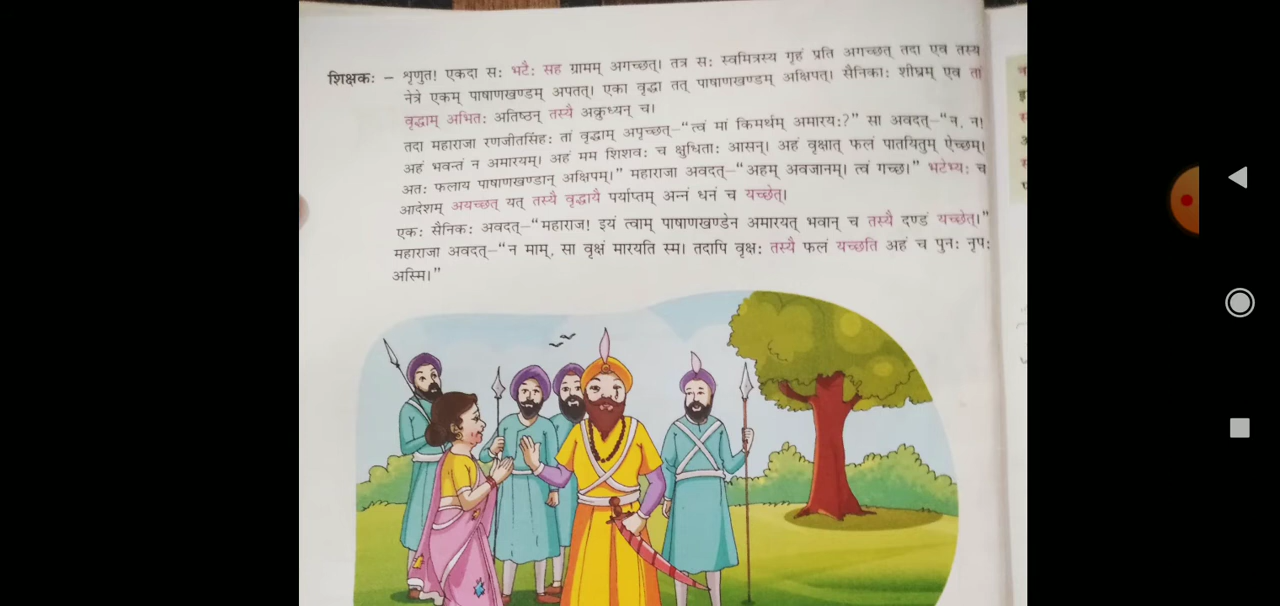 शिक्षकः – शृणुत! एकदा सः भटैः सह ग्रामम् अगच्छत्। तत्र सः स्वमित्रस्य गृहं प्रति अगच्छत् तदा एव तस्य
नेत्रे एकम् पाषाणखण्डम् अपतत्। एका वृद्धा तत् पाषाणखण्डम् अक्षिपत्। सैनिकाः शीघ्रम् एव तां
वृद्धाम् अभितः अतिष्ठन् तस्यै अक्रुध्यन् च।
तदा महाराजा रणजीतसिंहः तां वृद्धाम् अपृच्छत्–“त्वं मां किमर्थम् अमारयः?” सा अवदत्–“न, न!
अहं भवन्तं न अमारयम्। अहं मम शिशवः च क्षुभिताः आसन्। अहं वृक्षात् फलं पातयितुम् ऐच्छम्।
अतः फलाय पाषाणखण्डान् अक्षिपम्।” महाराजा अवदत्–“अहम् अवजानम्। त्वं गच्छ।” भटेभ्यः च
आदेशम् अयच्छत् यत् तस्यै वृद्धायै पर्याप्तम् अन्नं धनं च यच्छेत्।
एकः सैनिकः अवदत्–“महाराज! इयं त्वाम् पाषाणखण्डेन अमारयत् भवान् च तस्यै दण्डं यच्छेत्।”
महाराजा अवदत्–“न माम्, सा वृक्षं मारयति स्म। तदापि वृक्षः तस्यै फलं यच्छति अहं च पुनः नृपः
अस्मि।”